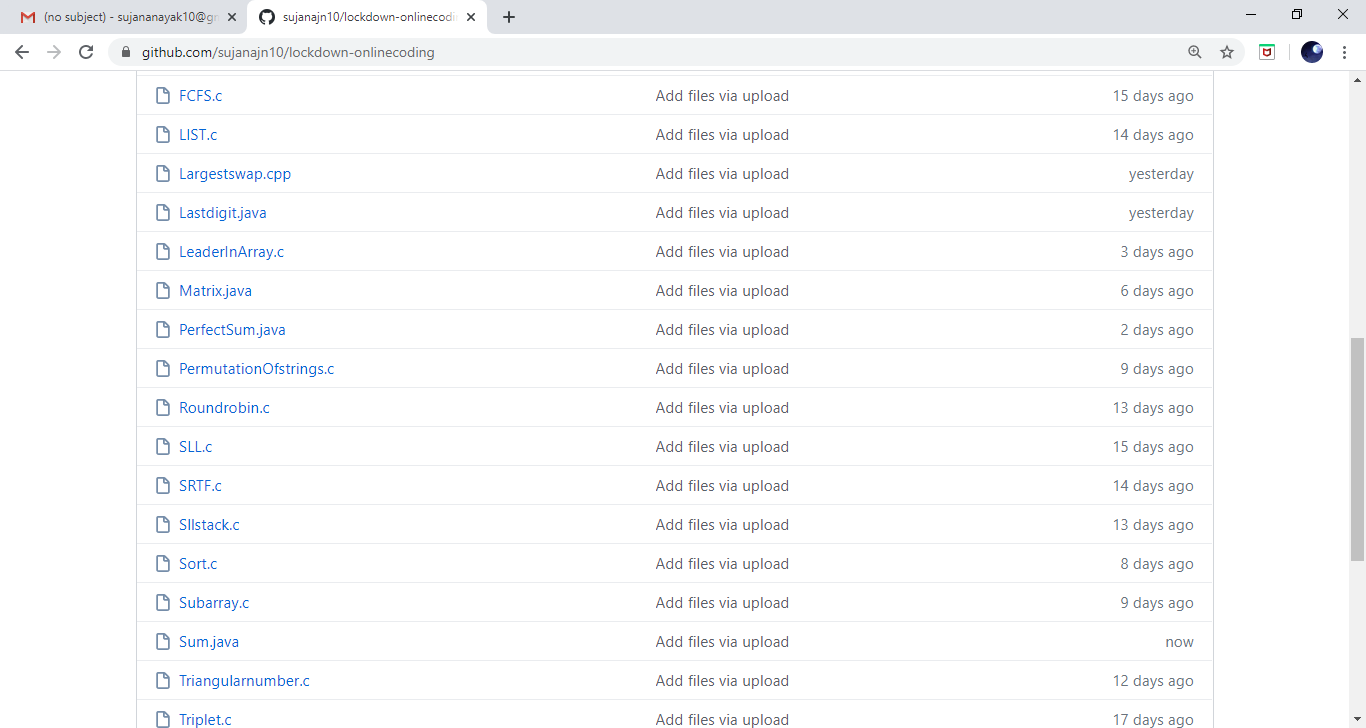 (no subject) - sujananayak10@gm
sujanajn10/lockdown-onlinecodin
github.com/sujanajn10/lockdown-onlinecoding
FCFS.c Add files via upload 15 days ago
LIST.c Add files via upload 14 days ago
Largestswap.cpp Add files via upload yesterday
Lastdigit.java Add files via upload yesterday
LeaderInArray.c Add files via upload 3 days ago
Matrix.java Add files via upload 6 days ago
PerfectSum.java Add files via upload 2 days ago
PermutationOfstrings.c Add files via upload 9 days ago
Roundrobin.c Add files via upload 13 days ago
SLL.c Add files via upload 15 days ago
SRTF.c Add files via upload 14 days ago
Sllstack.c Add files via upload 13 days ago
Sort.c Add files via upload 8 days ago
Subarray.c Add files via upload 9 days ago
Sum.java Add files via upload now
Triangularnumber.c Add files via upload 12 days ago
Triplet.c Add files via upload 17 days ago